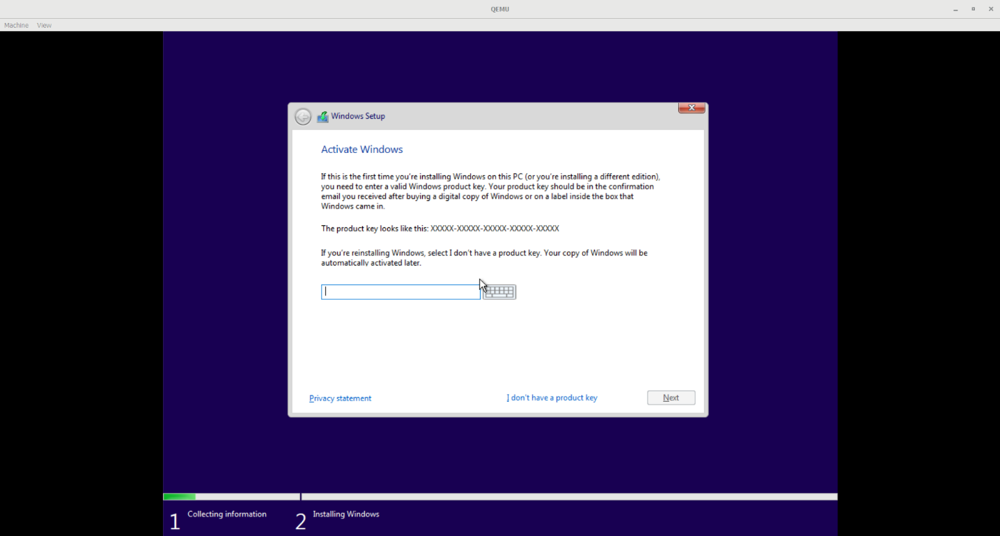 QEMU
Machine View
Windows Setup
Activate Windows
If this is the first time you're installing Windows on this PC (or you're installing a different edition),
you need to enter a valid Windows product key. Your product key should be in the confirmation
email you received after buying a digital copy of Windows or on a label inside the box that
Windows came in.
The product key looks like this: XXXXX-XXXXX-XXXXX-XXXXX-XXXXX
If you're reinstalling Windows, select I don't have a product key. Your copy of Windows will be
automatically activated later.
Privacy statement
I don't have a product key
Next
1 Collecting information
2 Installing Windows